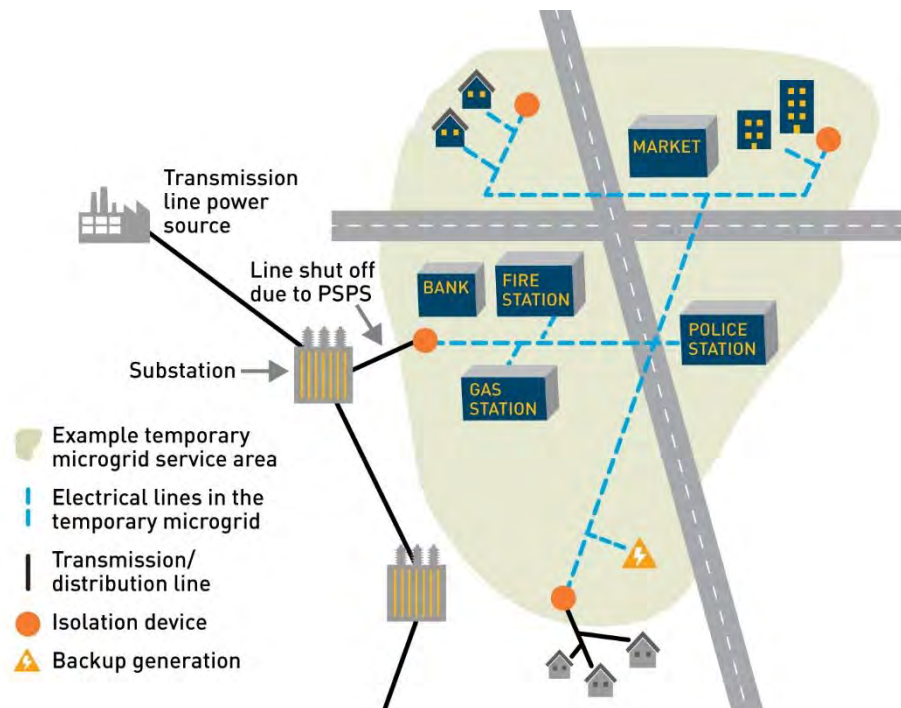 MARKET
Transmission
line power
source
Line shut off
due to PSPS
BANK
FIRE
STATION
POLICE
STATION
Substation
GAS
STATION
Example temporary
microgrid service area
Electrical lines in the
temporary microgrid
Transmission/
distribution line
Isolation device
Backup generation